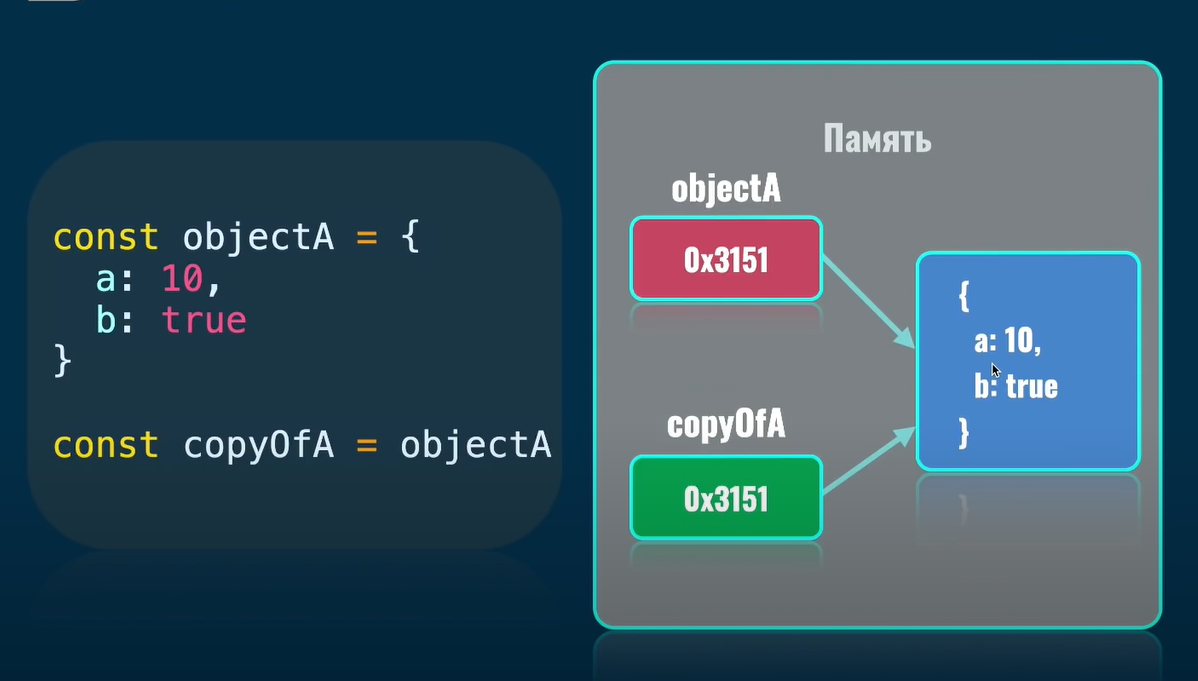 const objectA = {
a: 10,
b: true
}
const copyOfA = objectA
Память
objectA
0x3151
copyOfA
0x3151
{
a: 10,
b: true
}